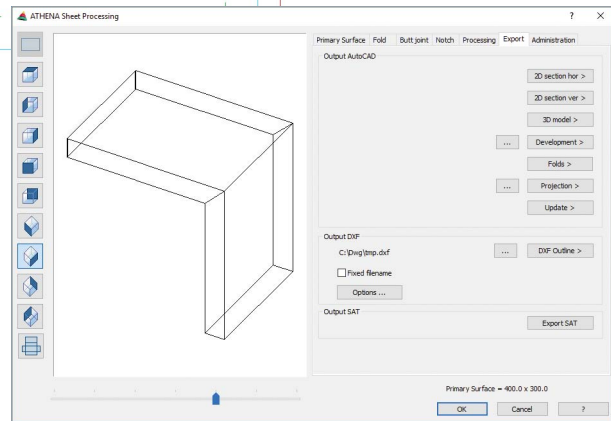 ATHENA Sheet Processing ? X
Primary Surface Fold Butt joint Notch Processing Export Administration
Output AutoCAD
2D section hor >
2D section ver >
3D model >
... Development >
Folds >
... Projection >
Update >
Output DXF
C:\Dwg\tmp.dxf ... DXF Outline >
Fixed filename
Options ...
Output SAT
Export SAT
Primary Surface = 400.0 x 300.0
OK Cancel ?